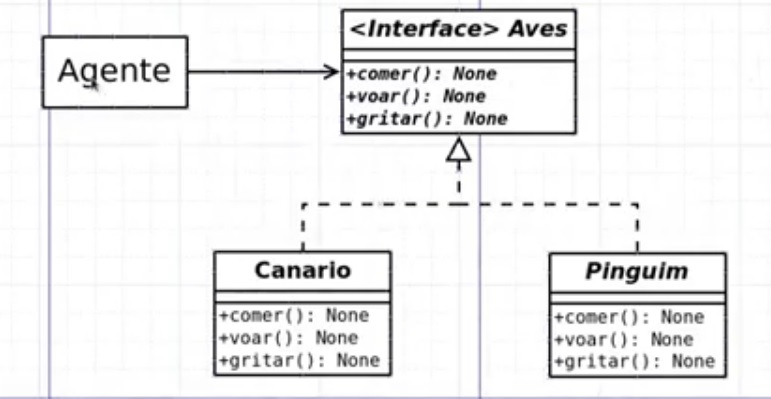 Agente
<Interface> Aves
+comer(): None
+voar(): None
+gritar(): None
Canario
+comer(): None
+voar(): None
+gritar(): None
Pinguim
+comer(): None
+voar(): None
+gritar(): None